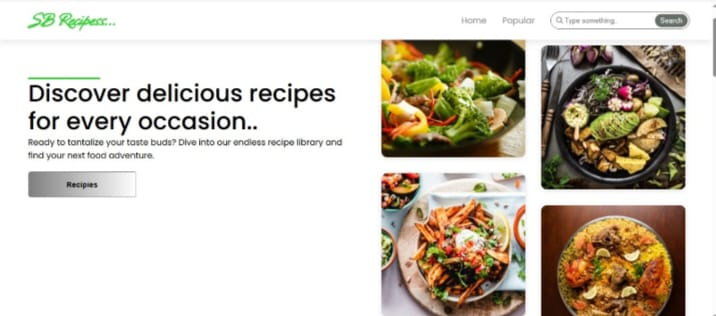 SB Recipess...
Home Popular Type something.. Search
Discover delicious recipes
for every occasion..
Ready to tantalize your taste buds? Dive into our endless recipe library and
find your next food adventure.
Recipies